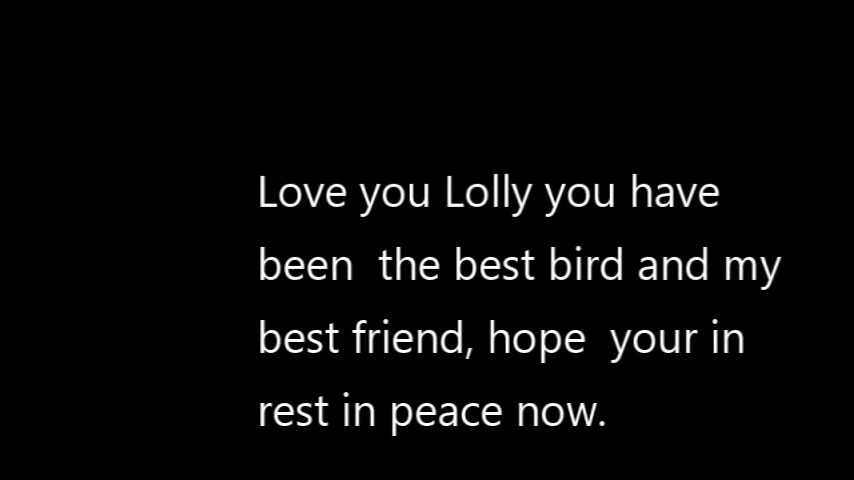 Love you Lolly you have
been  the best bird and my
best friend, hope  your in
rest in peace now.